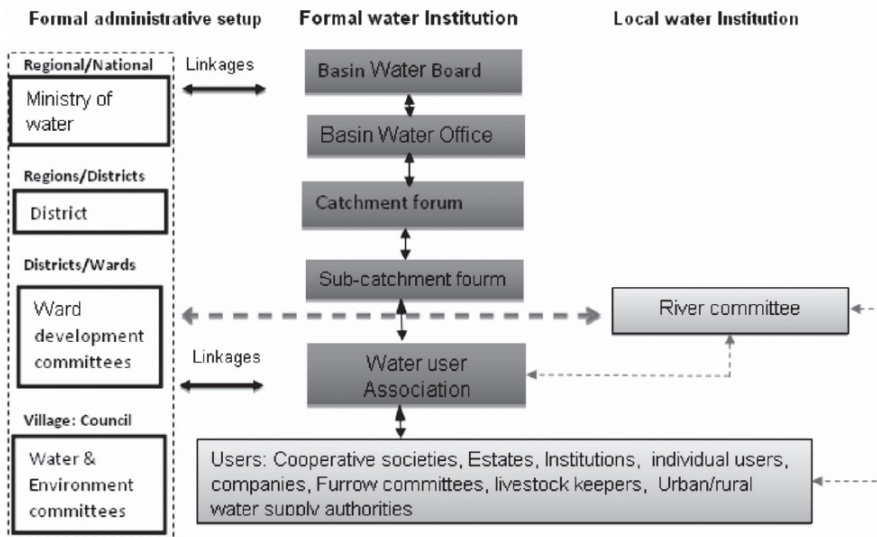 Formal administrative setup
Formal water Institution
Local water Institution
Regional/National
Linkages
Ministry of
water
Basin Water Board
Basin Water Office
Regions/Districts
District
Catchment forum
Districts/Wards
Ward
development
committees
Sub-catchment fourm
River committee
Linkages
Water user
Association
Village: Council
Water &
Environment
committees
Users: Cooperative societies, Estates, Institutions, individual users,
companies, Furrow committees, livestock keepers, Urban/rural
water supply authorities